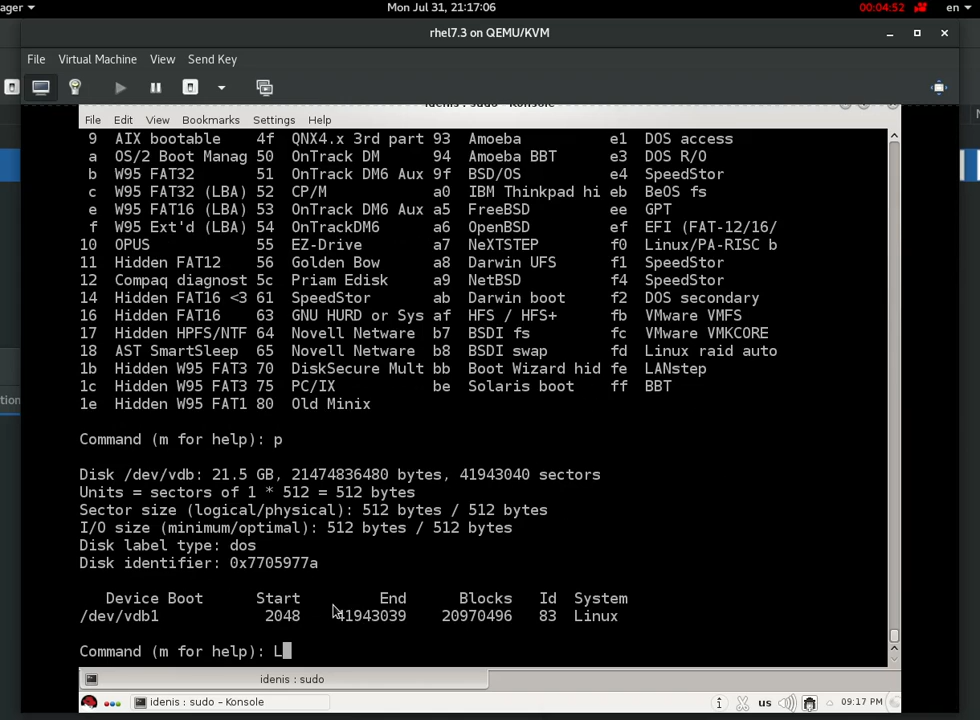 ager
Mon Jul 31, 21:17:06
00:04:52
en
rhel7.3 on QEMU/KVM
File Virtual Machine View Send Key
idenis : sudo – Konsole
File Edit View Bookmarks Settings Help
9 AIX bootable 4f QNX4.x 3rd part 93 Amoeba e1 DOS access
a OS/2 Boot Manag 50 OnTrack DM 94 Amoeba BBT e3 DOS R/O
b W95 FAT32 51 OnTrack DM6 Aux 9f BSD/OS e4 SpeedStor
c W95 FAT32 (LBA) 52 CP/M a0 IBM Thinkpad hi eb BeOS fs
e W95 FAT16 (LBA) 53 OnTrack DM6 Aux a5 FreeBSD ee GPT
f W95 Ext'd (LBA) 54 OnTrackDM6 a6 OpenBSD ef EFI (FAT-12/16/
10 OPUS 55 EZ-Drive a7 NeXTSTEP f0 Linux/PA-RISC b
11 Hidden FAT12 56 Golden Bow a8 Darwin UFS f1 SpeedStor
12 Compaq diagnost 5c Priam Edisk a9 NetBSD f4 SpeedStor
14 Hidden FAT16 <3 61 SpeedStor ab Darwin boot f2 DOS secondary
16 Hidden FAT16 63 GNU HURD or Sys af HFS / HFS+ fb VMware VMFS
17 Hidden HPFS/NTF 64 Novell Netware b7 BSDI fs fc VMware VMKCORE
18 AST SmartSleep 65 Novell Netware b8 BSDI swap fd Linux raid auto
1b Hidden W95 FAT3 70 DiskSecure Mult bb Boot Wizard hid fe LANstep
1c Hidden W95 FAT3 75 PC/IX be Solaris boot ff BBT
1e Hidden W95 FAT1 80 Old Minix
Command (m for help): p
Disk /dev/vdb: 21.5 GB, 21474836480 bytes, 41943040 sectors
Units = sectors of 1 * 512 = 512 bytes
Sector size (logical/physical): 512 bytes / 512 bytes
I/O size (minimum/optimal): 512 bytes / 512 bytes
Disk label type: dos
Disk identifier: 0x7705977a
Device Boot Start End Blocks Id System
/dev/vdb1 2048 41943039 20970496 83 Linux
Command (m for help): L
tion
idenis : sudo
idenis : sudo – Konsole
us
09:17 PM